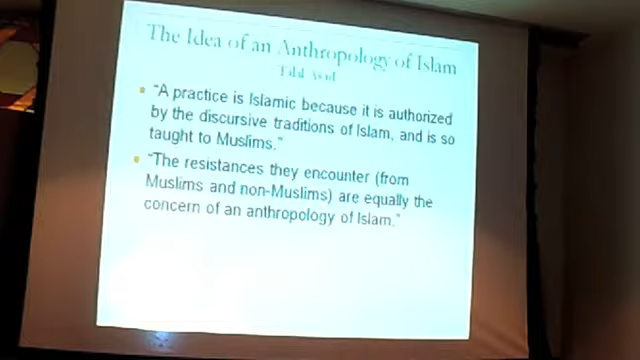 The Idea of an Anthropology of Islam
Talal Asad
"A practice is Islamic because it is authorized
by the discursive traditions of Islam, and is so
taught to Muslims."
"The resistances they encounter (from
Muslims and non-Muslims) are equally the
concern of an anthropology of Islam."